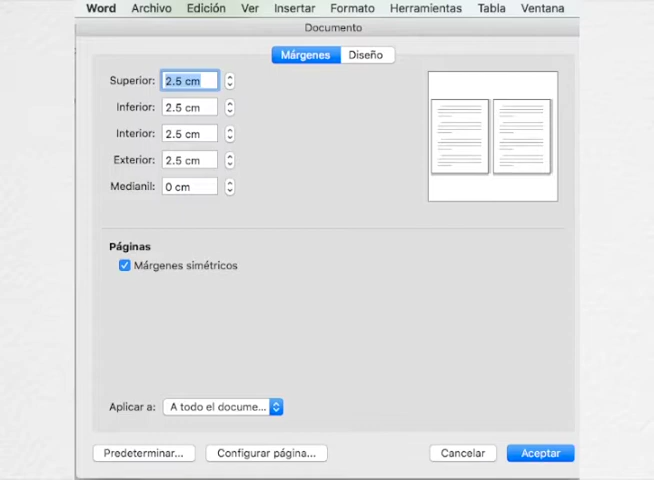 Word Archivo Edición Ver Insertar Formato Herramientas Tabla Ventana
Documento
Márgenes Diseño
Superior: 2.5 cm
Inferior: 2.5 cm
Interior: 2.5 cm
Exterior: 2.5 cm
Medianil: 0 cm
Páginas
Márgenes simétricos
Aplicar a: A todo el docume...
Predeterminar... Configurar página... Cancelar Aceptar